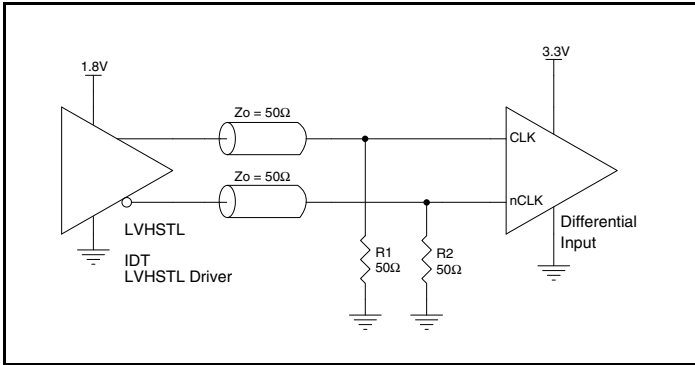 1.8V
3.3V
Zo = 50Ω
CLK
Zo = 50Ω
nCLK
LVHSTL
Differential
Input
IDT
LVHSTL Driver
R1
50Ω
R2
50Ω